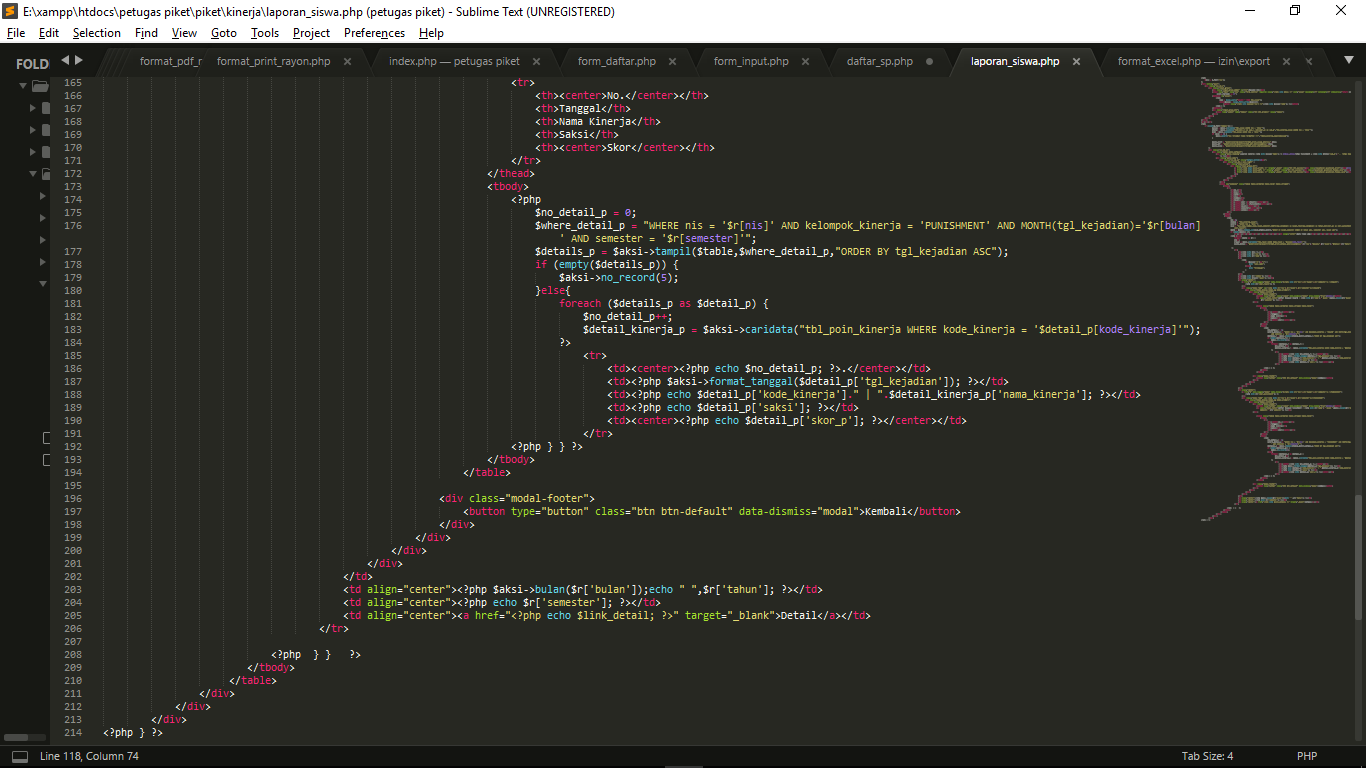 E:\xampp\htdocs\petugas piket\piket\kinerja\laporan_siswa.php (petugas piket) - Sublime Text (UNREGISTERED)
File Edit Selection Find View Goto Tools Project Preferences Help
FOLD format_pdf_r format_print_rayon.php × index.php — petugas piket × form_daftar.php × form_input.php × daftar_sp.php ● laporan_siswa.php × format_excel.php — izin\export × ×
165 <tr>
166 <th><center>No.</center></th>
167 <th>Tanggal</th>
168 <th>Nama Kinerja</th>
169 <th>Saksi</th>
170 <th><center>Skor</center></th>
171 </tr>
172 </thead>
173 <tbody>
174 <?php
175 $no_detail_p = 0;
176 $where_detail_p = "WHERE nis = '$r[nis]' AND kelompok_kinerja = 'PUNISHMENT' AND MONTH(tgl_kejadian)='$r[bulan]
' AND semester = '$r[semester]'";
177 $details_p = $aksi->tampil($table,$where_detail_p,"ORDER BY tgl_kejadian ASC");
178 if (empty($details_p)) {
179 $aksi->no_record(5);
180 }else{
181 foreach ($details_p as $detail_p) {
182 $no_detail_p++;
183 $detail_kinerja_p = $aksi->caridata("tbl_poin_kinerja WHERE kode_kinerja = '$detail_p[kode_kinerja]'");
184 ?>
185 <tr>
186 <td><center><?php echo $no_detail_p; ?>.</center></td>
187 <td><?php $aksi->format_tanggal($detail_p['tgl_kejadian']); ?></td>
188 <td><?php echo $detail_p['kode_kinerja']." | ".$detail_kinerja_p['nama_kinerja']; ?></td>
189 <td><?php echo $detail_p['saksi']; ?></td>
190 <td><center><?php echo $detail_p['skor_p']; ?></center></td>
191 </tr>
192 <?php } } ?>
193 </tbody>
194 </table>
195
196 <div class="modal-footer">
197 <button type="button" class="btn btn-default" data-dismiss="modal">Kembali</button>
198 </div>
199 </div>
200 </div>
201 </div>
202 </td>
203 <td align="center"><?php $aksi->bulan($r['bulan']);echo " ",$r['tahun']; ?></td>
204 <td align="center"><?php echo $r['semester']; ?></td>
205 <td align="center"><a href="<?php echo $link_detail; ?>" target="_blank">Detail</a></td>
206 </tr>
207
208 <?php } } ?>
209 </tbody>
210 </table>
211 </div>
212 </div>
213 </div>
214 <?php } ?>
Line 118, Column 74 Tab Size: 4 PHP